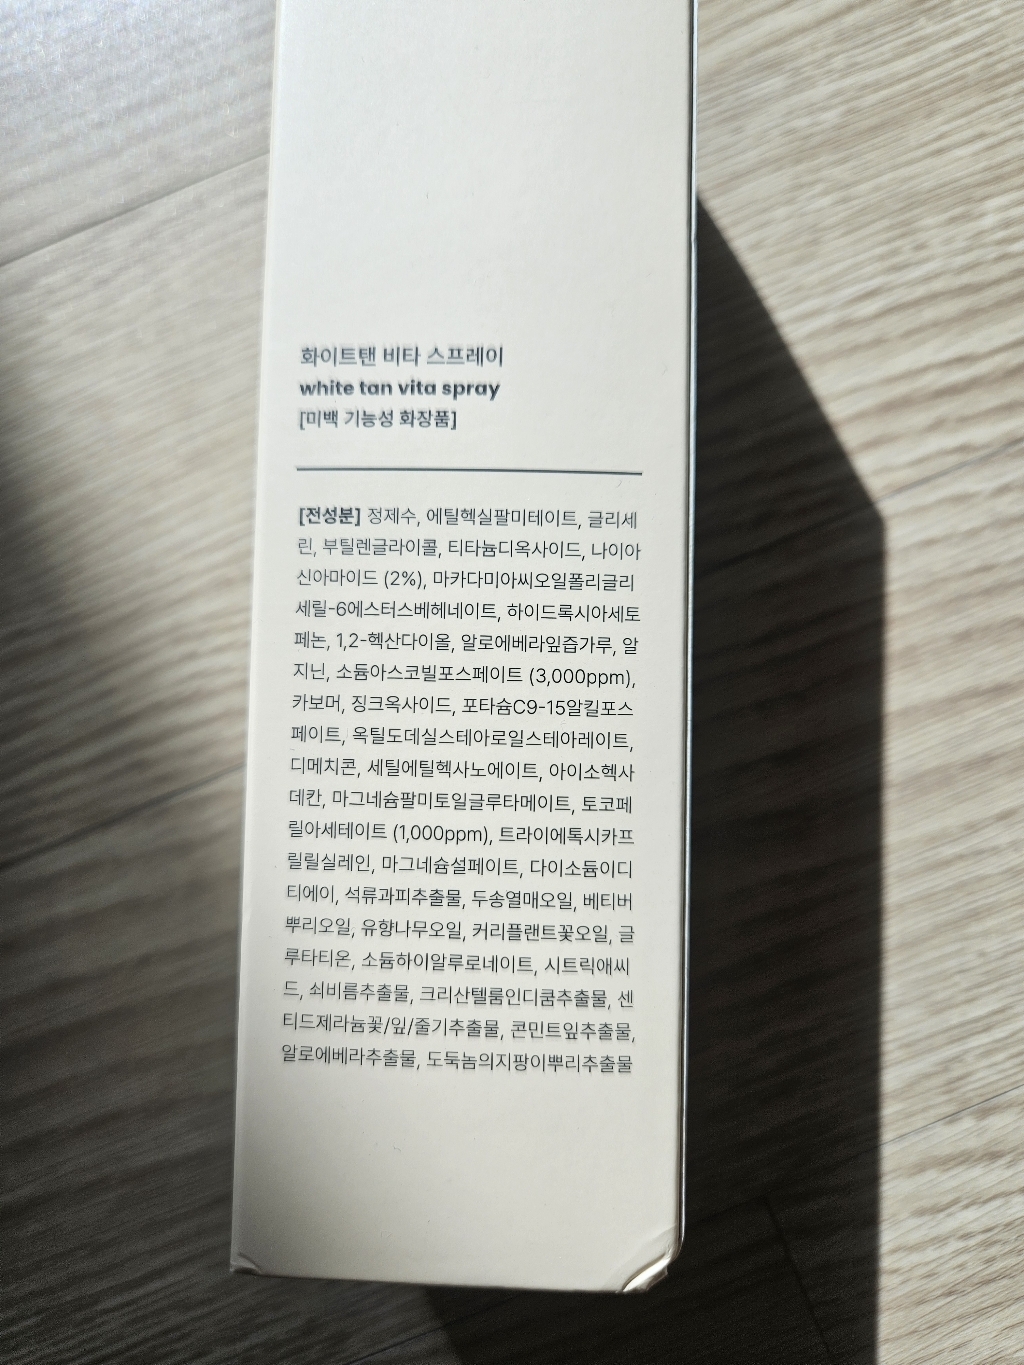 화이트탠 비타 스프레이
white tan vita spray
[미백 기능성 화장품]
[전성분] 정제수, 에틸헥실팔미테이트, 글리세
린, 부틸렌글라이콜, 티타늄디옥사이드, 나이아
신아마이드 (2%), 마카다미아씨오일폴리글리
세릴-6에스터스베헤네이트, 하이드록시아세토
페논, 1,2-헥산다이올, 알로에베라잎즙가루, 알
지닌, 소듐아스코빌포스페이트 (3,000ppm),
카보머, 징크옥사이드, 포타슘C9-15알킬포스
페이트, 옥틸도데실스테아로일스테아레이트,
디메치콘, 세틸에틸헥사노에이트, 아이소헥사
데칸, 마그네슘팔미토일글루타메이트, 토코페
릴아세테이트 (1,000ppm), 트라이에톡시카프
릴릴실레인, 마그네슘설페이트, 다이소듐이디
티에이, 석류과피추출물, 두송열매오일, 베티버
뿌리오일, 유향나무오일, 커리플랜트꽃오일, 글
루타티온, 소듐하이알루로네이트, 시트릭애씨
드, 쇠비름추출물, 크리산텔룸인디쿰추출물, 센
티드제라늄꽃/잎/줄기추출물, 콘민트잎추출물,
알로에베라추출물, 도둑놈의지팡이뿌리추출물